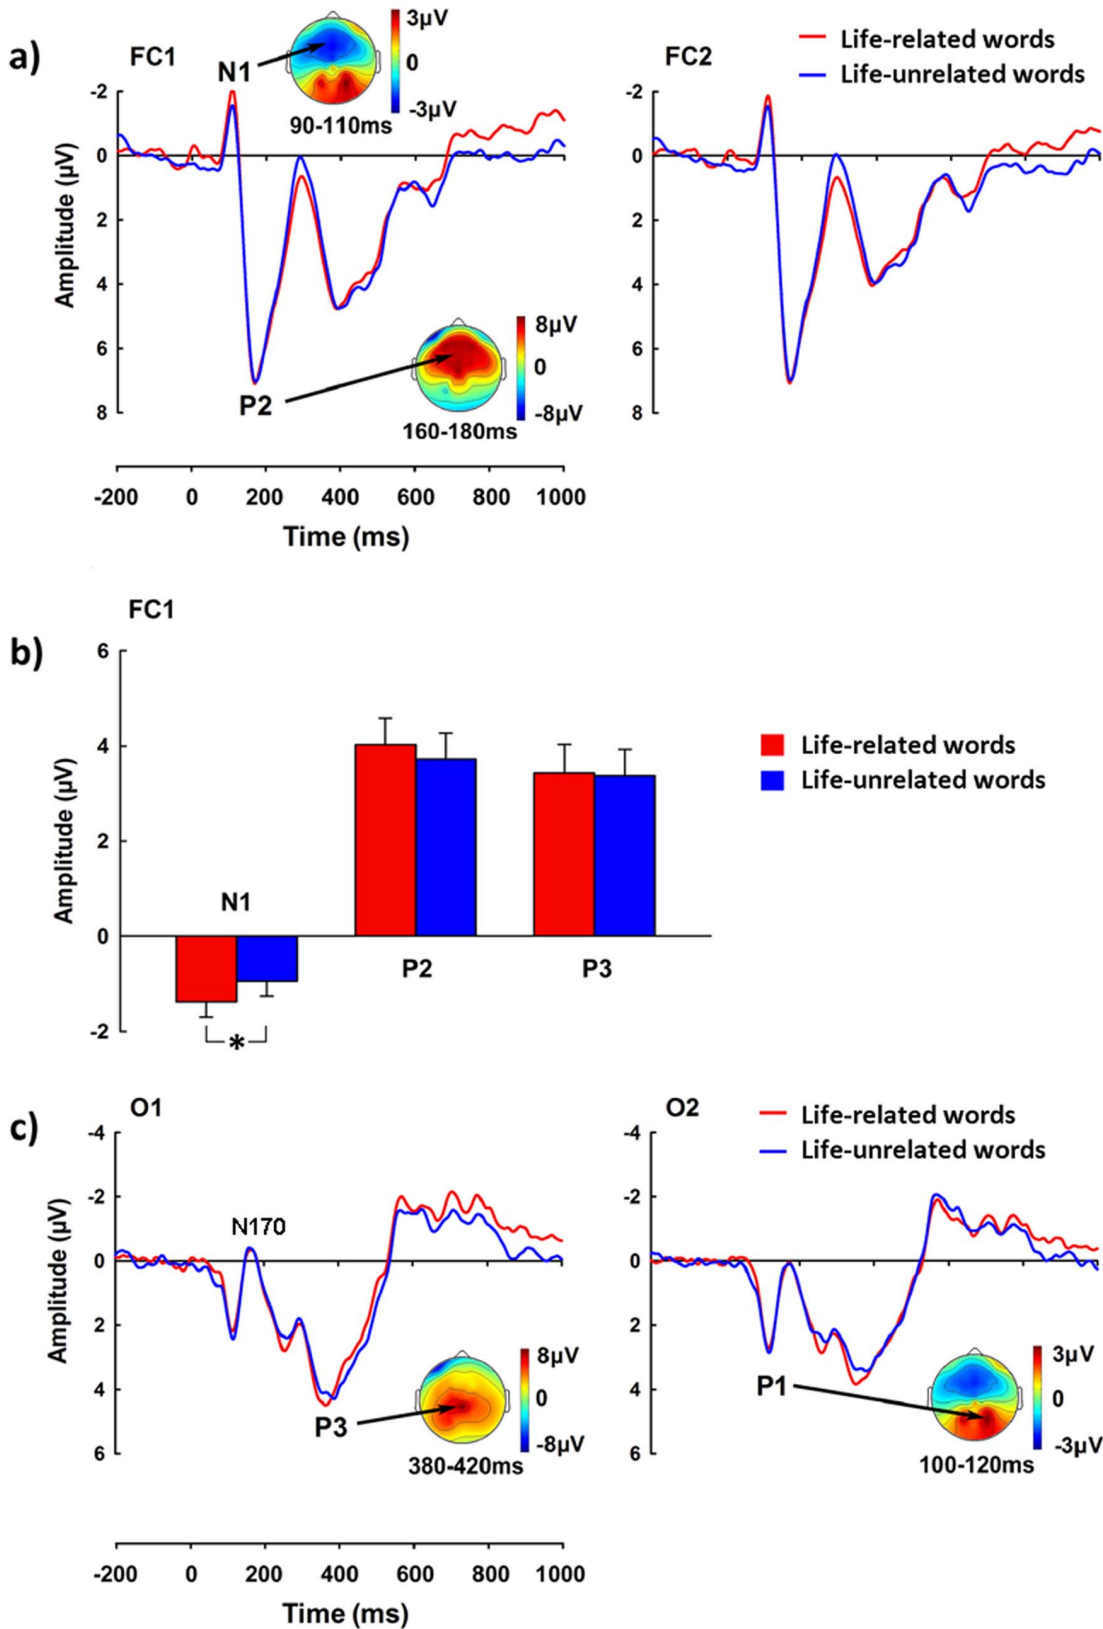 a)
FC1
N1
3µV
0
-3µV
90-110ms
FC2
Life-related words
Life-unrelated words
-2
0
2
4
6
8
Amplitude (µV)
-2
0
2
4
6
8
P2
8µV
0
-8µV
160-180ms
-200 0 200 400 600 800 1000
Time (ms)
b)
FC1
6
4
2
0
-2
Amplitude (µV)
N1
P2
P3
*
Life-related words
Life-unrelated words
c)
O1
O2
Life-related words
Life-unrelated words
-4
-2
0
2
4
6
Amplitude (µV)
N170
-4
-2
0
2
4
6
P3
8µV
0
-8µV
380-420ms
P1
3µV
0
-3µV
100-120ms
-200 0 200 400 600 800 1000
Time (ms)